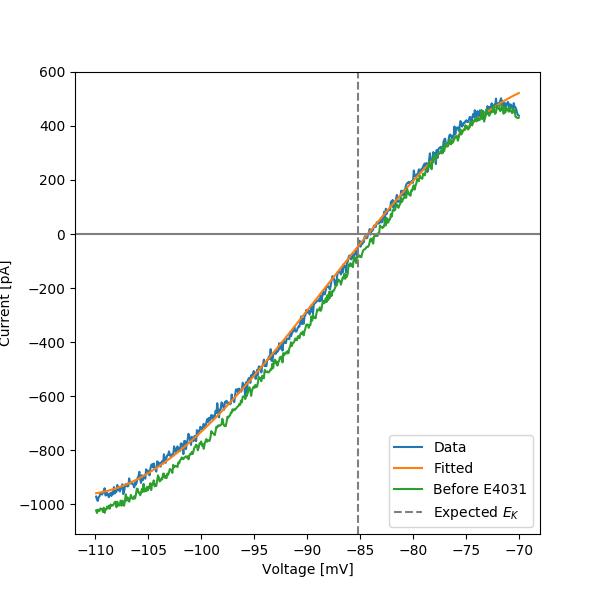 600
400
200
0
−200
−400
−600
−800
−1000
Current [pA]
−110 −105 −100 −95 −90 −85 −80 −75 −70
Voltage [mV]
Data
Fitted
Before E4031
Expected E_K